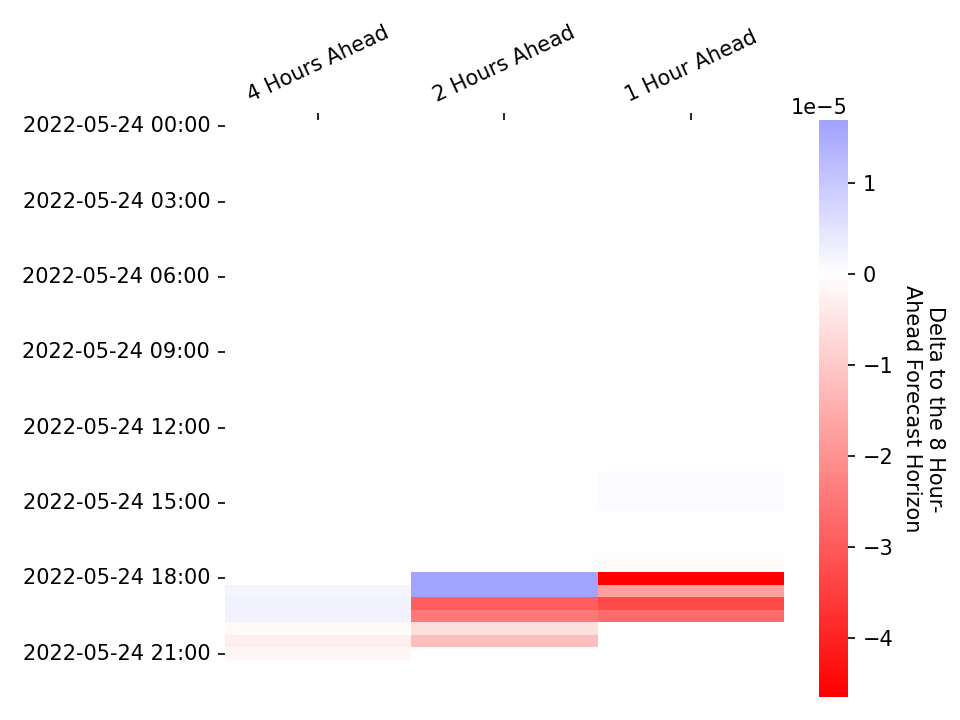 4 Hours Ahead
2 Hours Ahead
1 Hour Ahead
1e−5
2022-05-24 00:00
2022-05-24 03:00
2022-05-24 06:00
2022-05-24 09:00
2022-05-24 12:00
2022-05-24 15:00
2022-05-24 18:00
2022-05-24 21:00
1
0
−1
−2
−3
−4
Delta to the 8 Hour-
Ahead Forecast Horizon